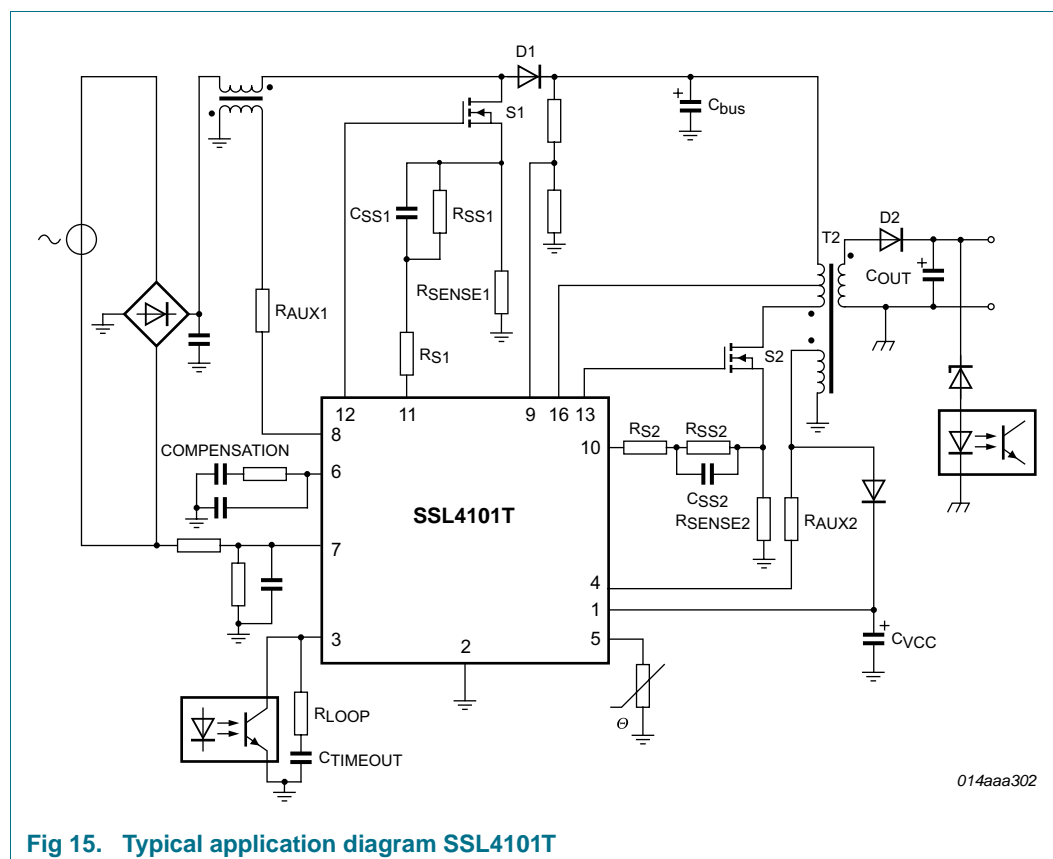 D1
S1
Cbus
CSS1
RSS1
D2
T2
~
COUT
RSENSE1
RAUX1
RS1
S2
12
11
9
16
13
8
10
RS2
RSS2
COMPENSATION
6
CSS2
SSL4101T
RSENSE2
RAUX2
7
4
1
3
2
5
CVCC
RLOOP
Θ
CTIMEOUT
014aaa302
Fig 15. Typical application diagram SSL4101T